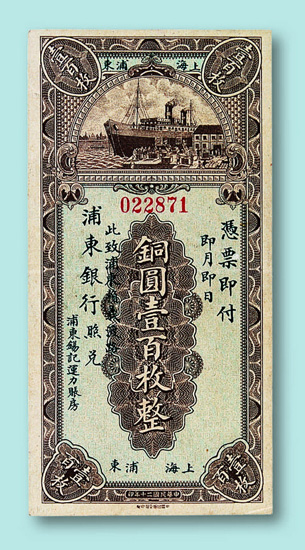 壹百枚
上海浦東
壹百枚
022871
憑票即付
即月即日
銅圓壹百枚整
此致浦東
浦東銀行照兑
浦東錫記運力賬房
壹百枚
上海浦東
壹百枚
中華民國二十年印